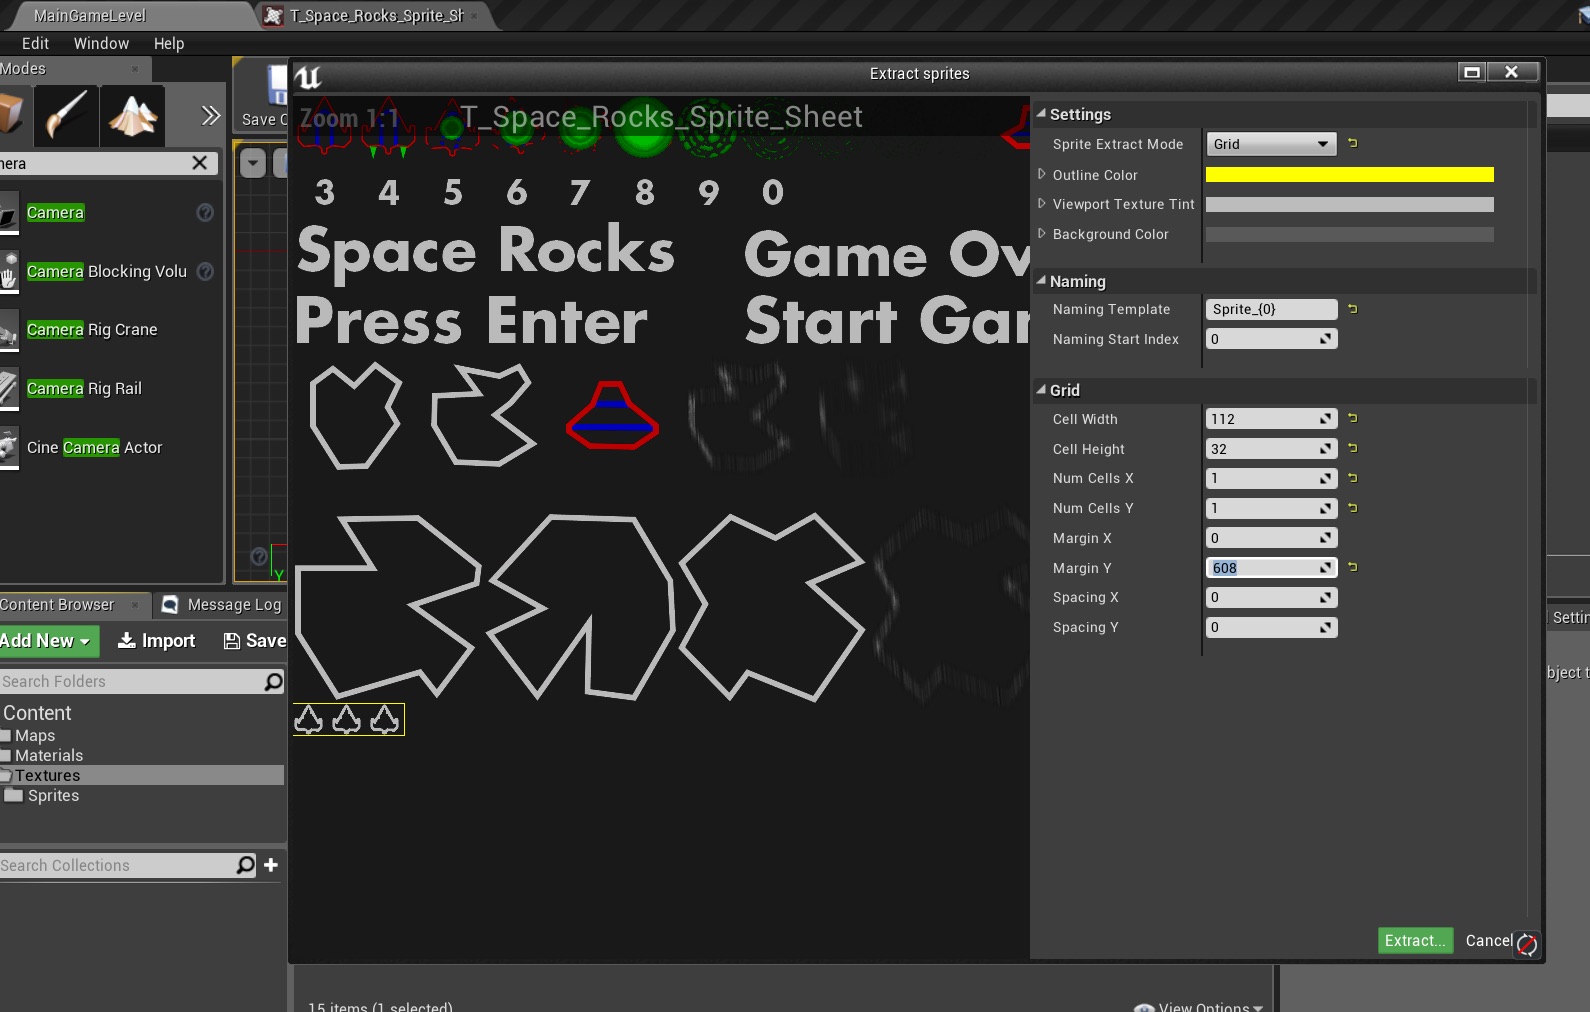 MainGameLevel
T_Space_Rocks_Sprite_Sh
Edit Window Help
Modes
Save C
nera
Camera
Camera Blocking Volu
Camera Rig Crane
Camera Rig Rail
Cine Camera Actor
Y
Content Browser
Message Log
Add New
Import
Save
Search Folders
Content
Maps
Materials
Textures
Sprites
Search Collections
Extract sprites
Zoom 1:1
T_Space_Rocks_Sprite_Sheet
3 4 5 6 7 8 9 0
Space Rocks
Game Ov
Press Enter
Start Gar
Settings
Sprite Extract Mode Grid
Outline Color
Viewport Texture Tint
Background Color
Naming
Naming Template Sprite_{0}
Naming Start Index 0
Grid
Cell Width 112
Cell Height 32
Num Cells X 1
Num Cells Y 1
Margin X 0
Margin Y 608
Spacing X 0
Spacing Y 0
Extract... Cancel
Settin
bject t
15 items (1 selected)
View Options